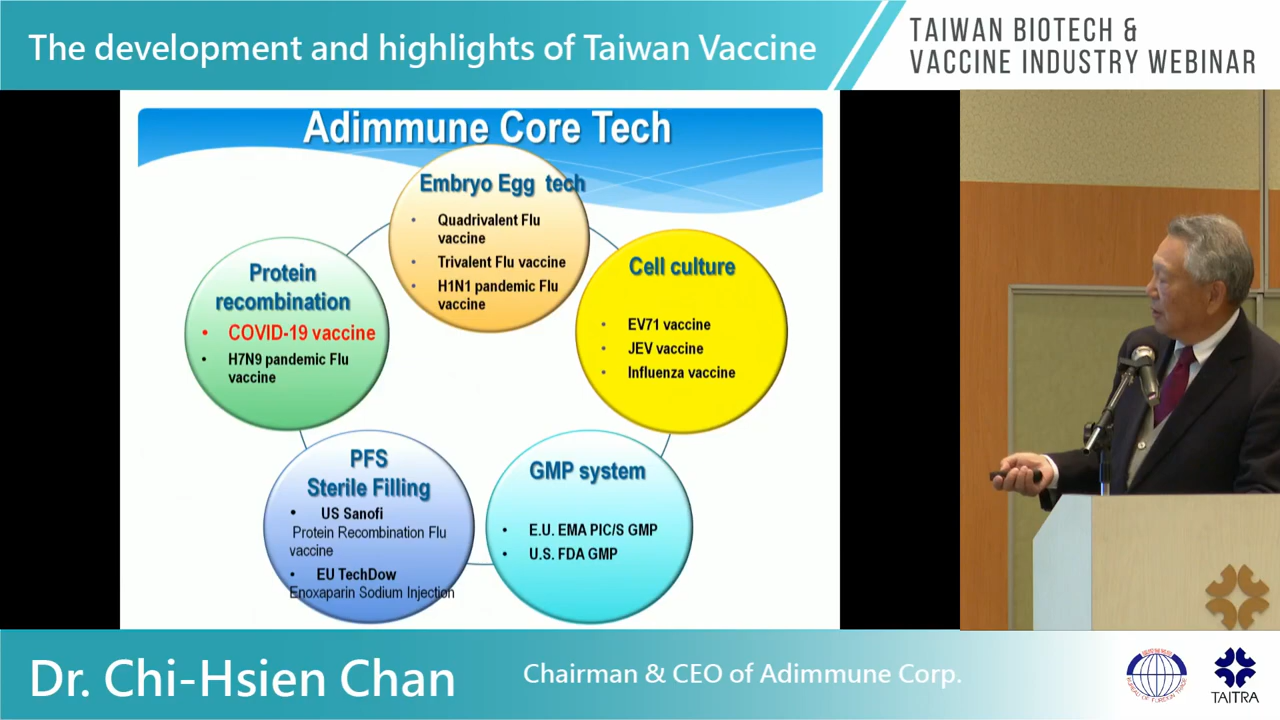 The development and highlights of Taiwan Vaccine
TAIWAN BIOTECH &
VACCINE INDUSTRY WEBINAR
Adimmune Core Tech
Embryo Egg tech
• Quadrivalent Flu
vaccine
• Trivalent Flu vaccine
• H1N1 pandemic Flu
vaccine
Protein
recombination
• COVID-19 vaccine
• H7N9 pandemic Flu
vaccine
Cell culture
• EV71 vaccine
• JEV vaccine
• Influenza vaccine
PFS
Sterile Filling
• US Sanofi
Protein Recombination Flu
vaccine
• EU TechDow
Enoxaparin Sodium Injection
GMP system
• E.U. EMA PIC/S GMP
• U.S. FDA GMP
Dr. Chi-Hsien Chan
Chairman & CEO of Adimmune Corp.
BUREAU OF FOREIGN TRADE
TAITRA